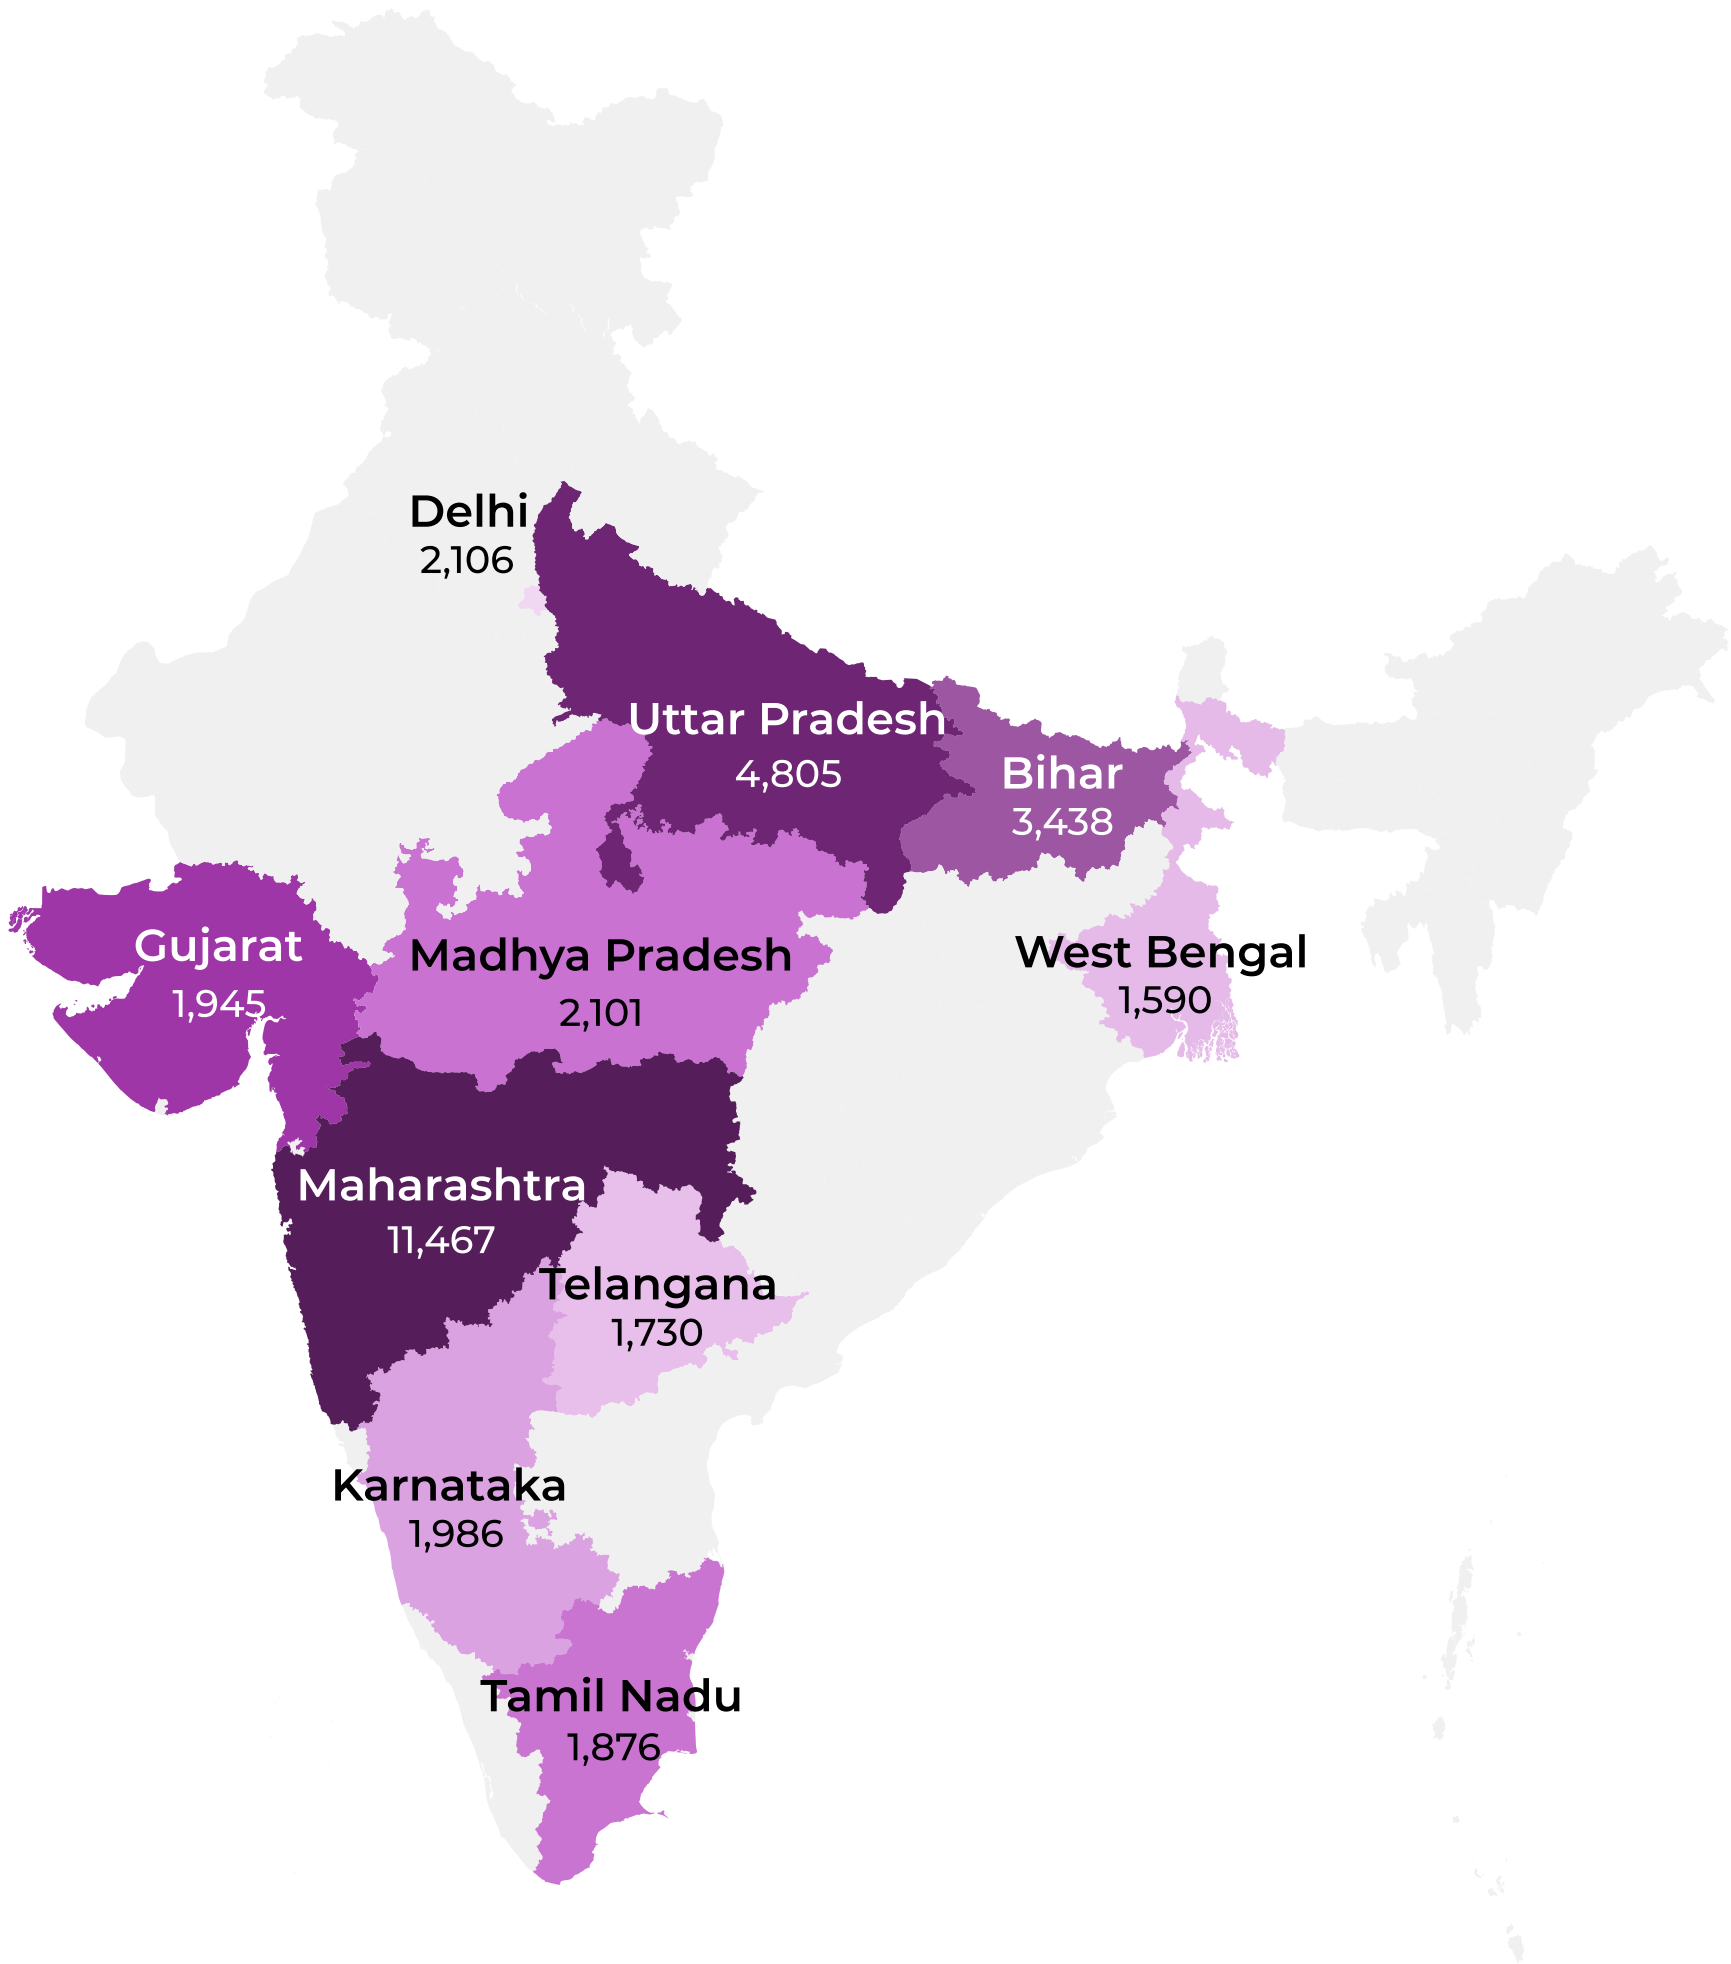 Delhi
2,106
Uttar Pradesh
4,805
Bihar
3,438
Gujarat
1,945
Madhya Pradesh
2,101
West Bengal
1,590
Maharashtra
11,467
Telangana
1,730
Karnataka
1,986
Tamil Nadu
1,876